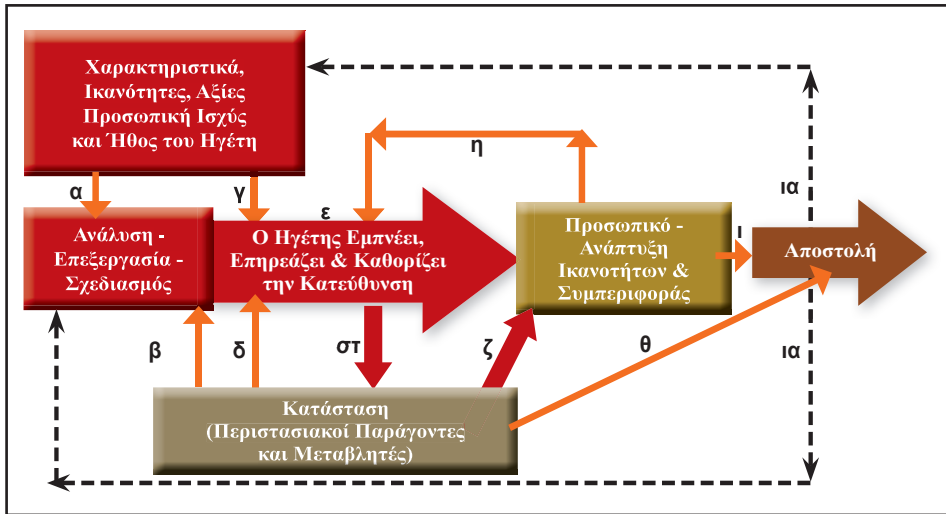 Χαρακτηριστικά,
Ικανότητες, Αξίες
Προσωπική Ισχύς
και Ήθος του Ηγέτη
α
γ
ε
η
ια
Ανάλυση -
Επεξεργασία -
Σχεδιασμός
Ο Ηγέτης Εμπνέει,
Επηρεάζει & Καθορίζει
την Κατεύθυνση
Προσωπικό -
Ανάπτυξη
Ικανοτήτων &
Συμπεριφοράς
ι
Αποστολή
β
δ
στ
ζ
θ
ια
Κατάσταση
(Περιστασιακοί Παράγοντες
και Μεταβλητές)